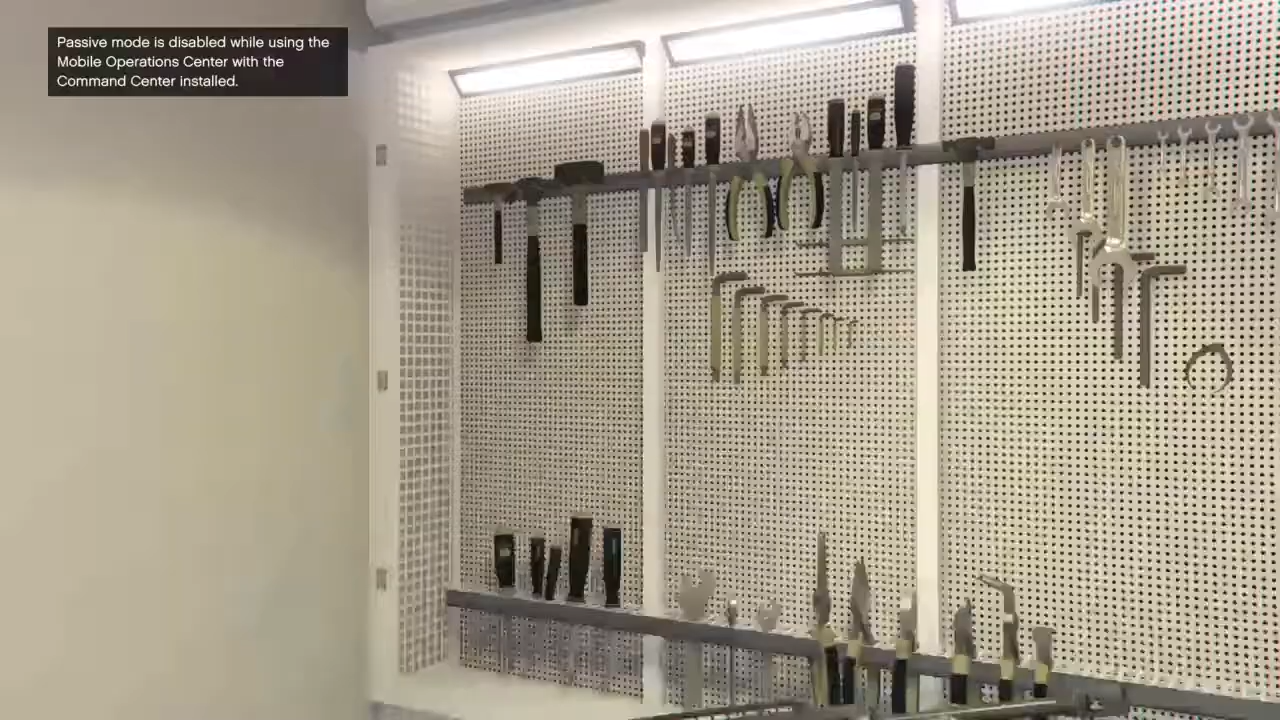 Passive mode is disabled while using the
Mobile Operations Center with the
Command Center installed.